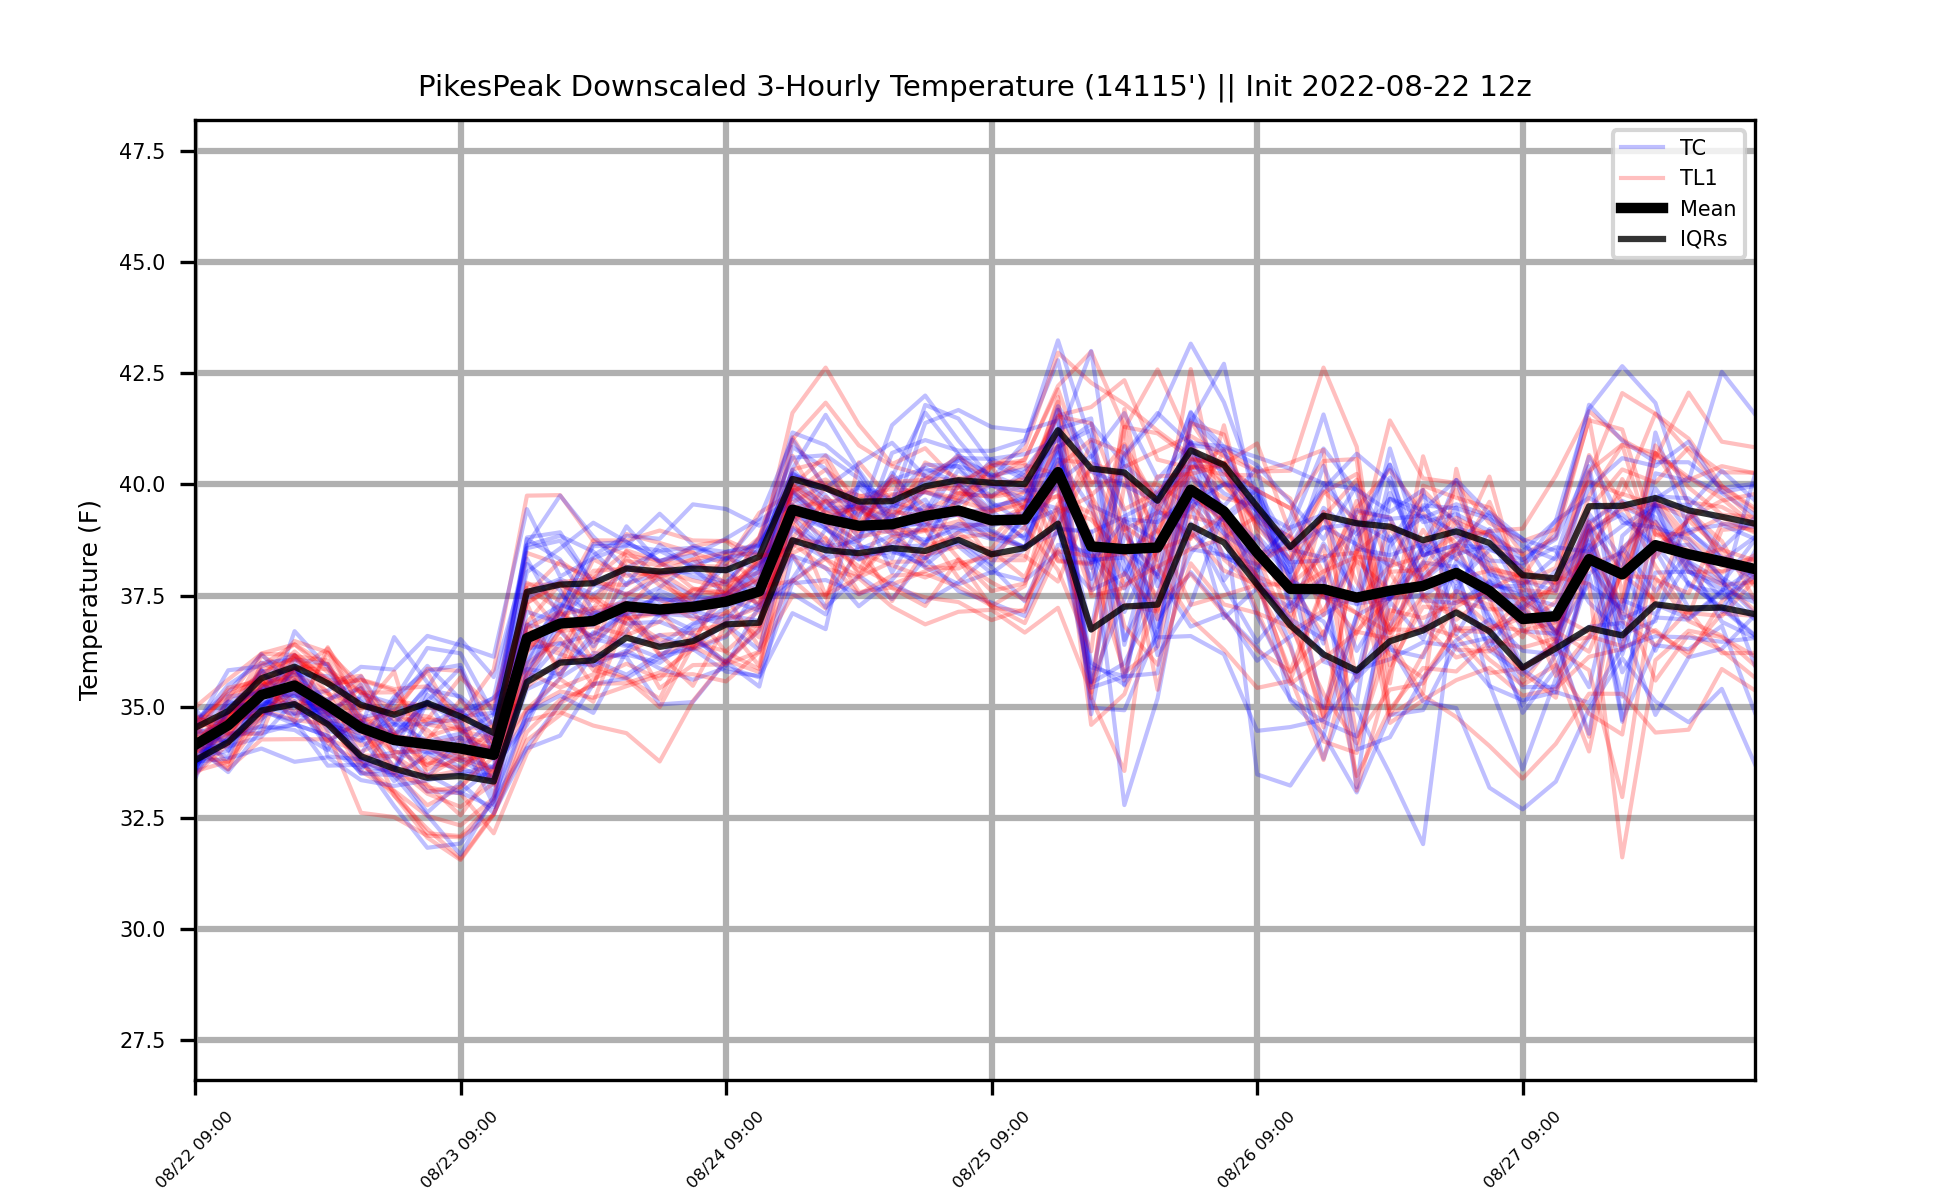 PikesPeak Downscaled 3-Hourly Temperature (14115') || Init 2022-08-22 12z
TC
TL1
Mean
IQRs
Temperature (F)
47.5
45.0
42.5
40.0
37.5
35.0
32.5
30.0
27.5
08/22 09:00
08/23 09:00
08/24 09:00
08/25 09:00
08/26 09:00
08/27 09:00